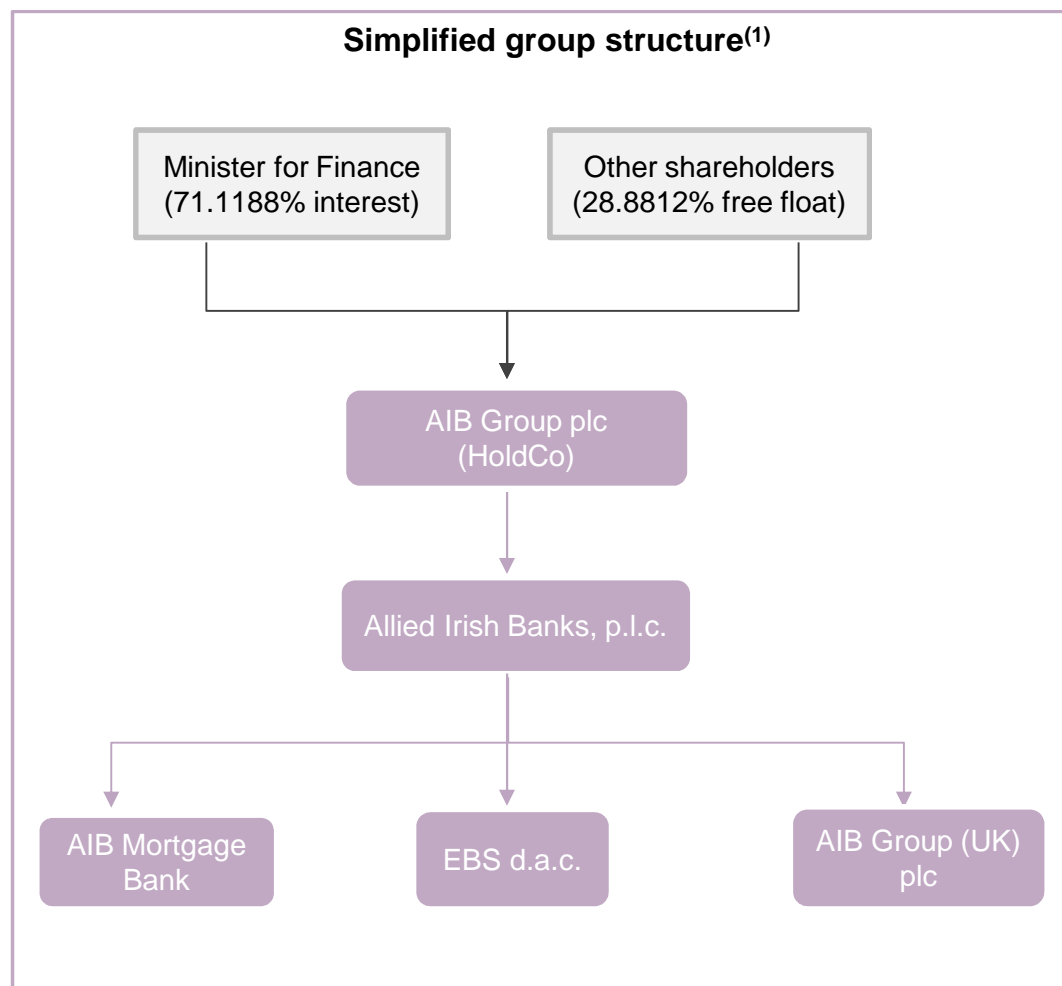 Simplified group structure(1)
Minister for Finance
(71.1188% interest)
Other shareholders
(28.8812% free float)
AIB Group plc
(HoldCo)
Allied Irish Banks, p.l.c.
AIB Mortgage
Bank
EBS d.a.c.
AIB Group (UK)
plc